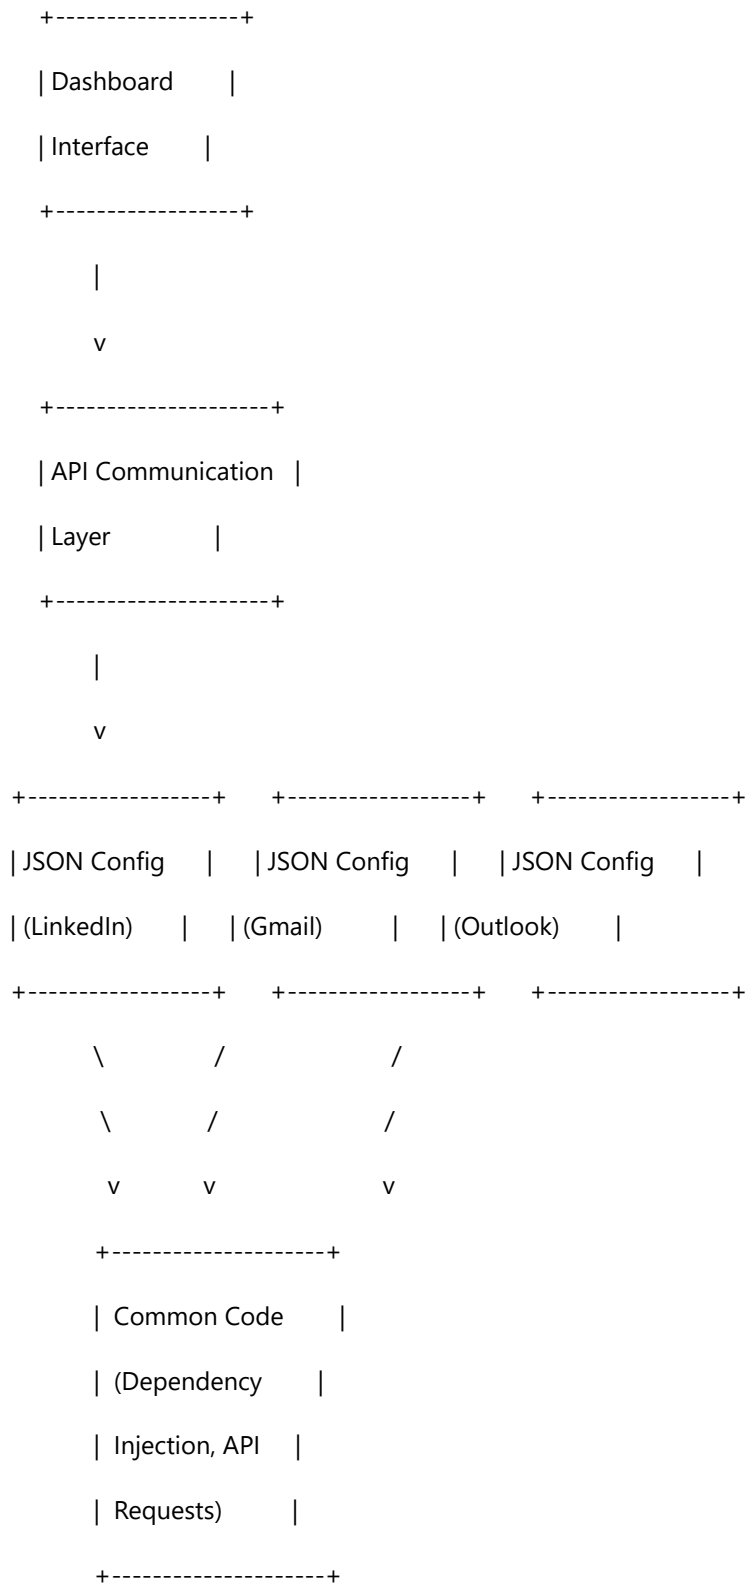 +------------------+
| Dashboard        |
| Interface        |
+------------------+
|
v
+---------------------+
| API Communication   |
| Layer               |
+---------------------+
|
v
+------------------+     +------------------+     +------------------+
| JSON Config      |     | JSON Config      |     | JSON Config      |
| (LinkedIn)       |     | (Gmail)          |     | (Outlook)        |
+------------------+     +------------------+     +------------------+
\                /                        /
\              /                        /
v            v                        v
+---------------------+
|  Common Code        |
|  (Dependency        |
|  Injection, API     |
|  Requests)          |
+---------------------+